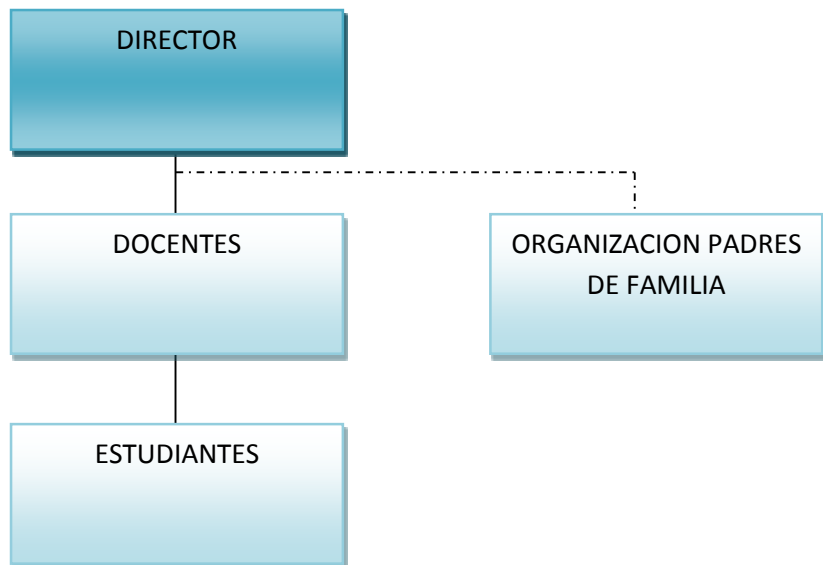 DIRECTOR
DOCENTES
ORGANIZACION PADRES
DE FAMILIA
ESTUDIANTES